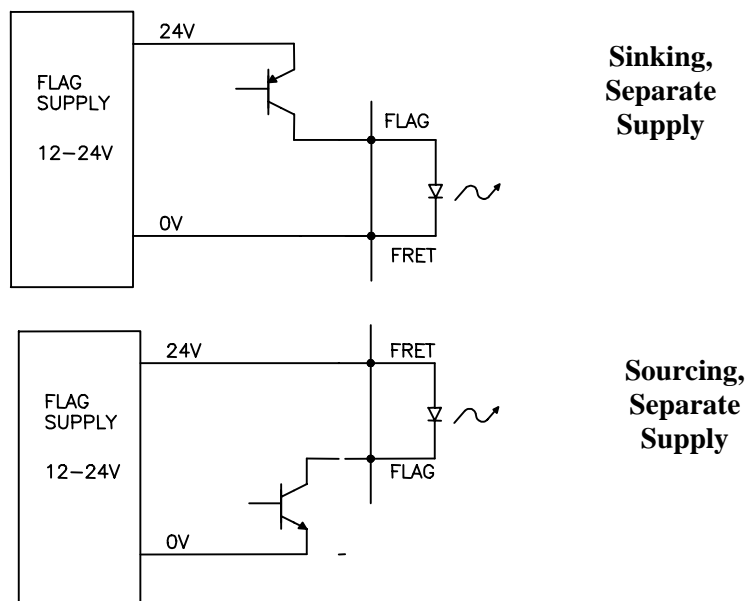 24V
FLAG
SUPPLY
12-24V
FLAG
0V
FRET
Sinking,
Separate
Supply
24V
FRET
FLAG
SUPPLY
12-24V
FLAG
0V
Sourcing,
Separate
Supply